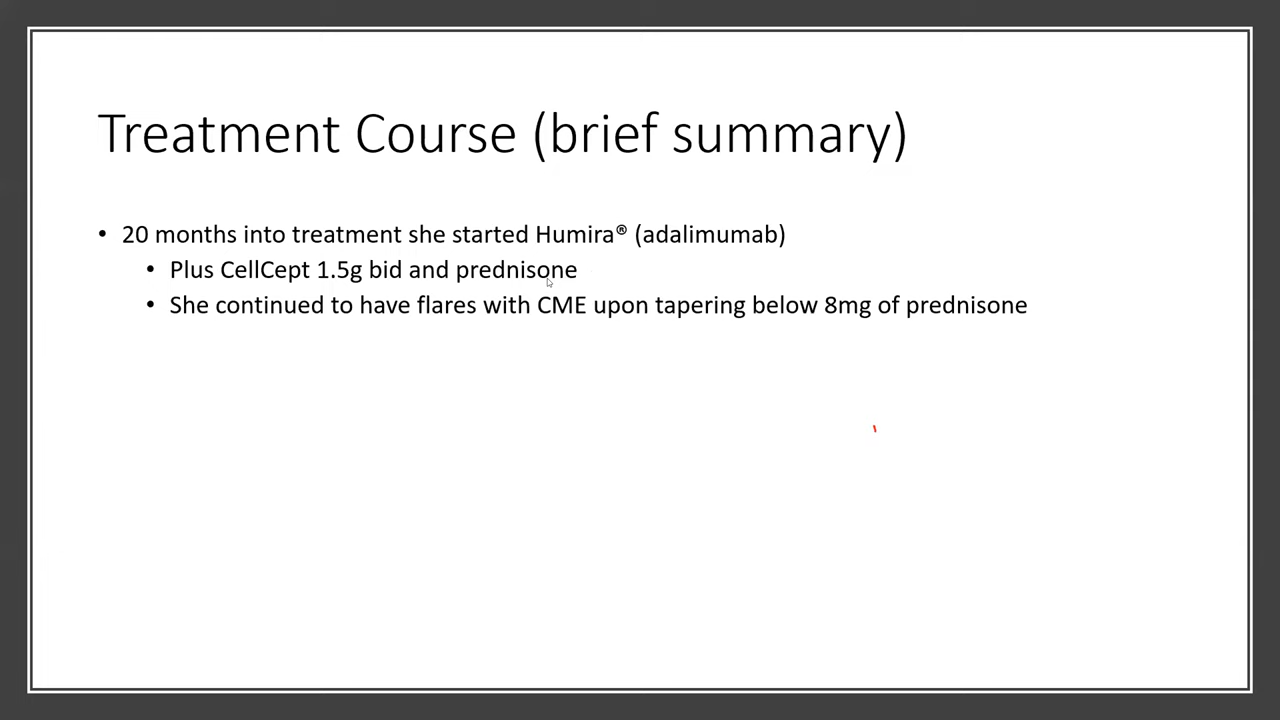 Treatment Course (brief summary)
• 20 months into treatment she started Humira® (adalimumab)
• Plus CellCept 1.5g bid and prednisone
• She continued to have flares with CME upon tapering below 8mg of prednisone